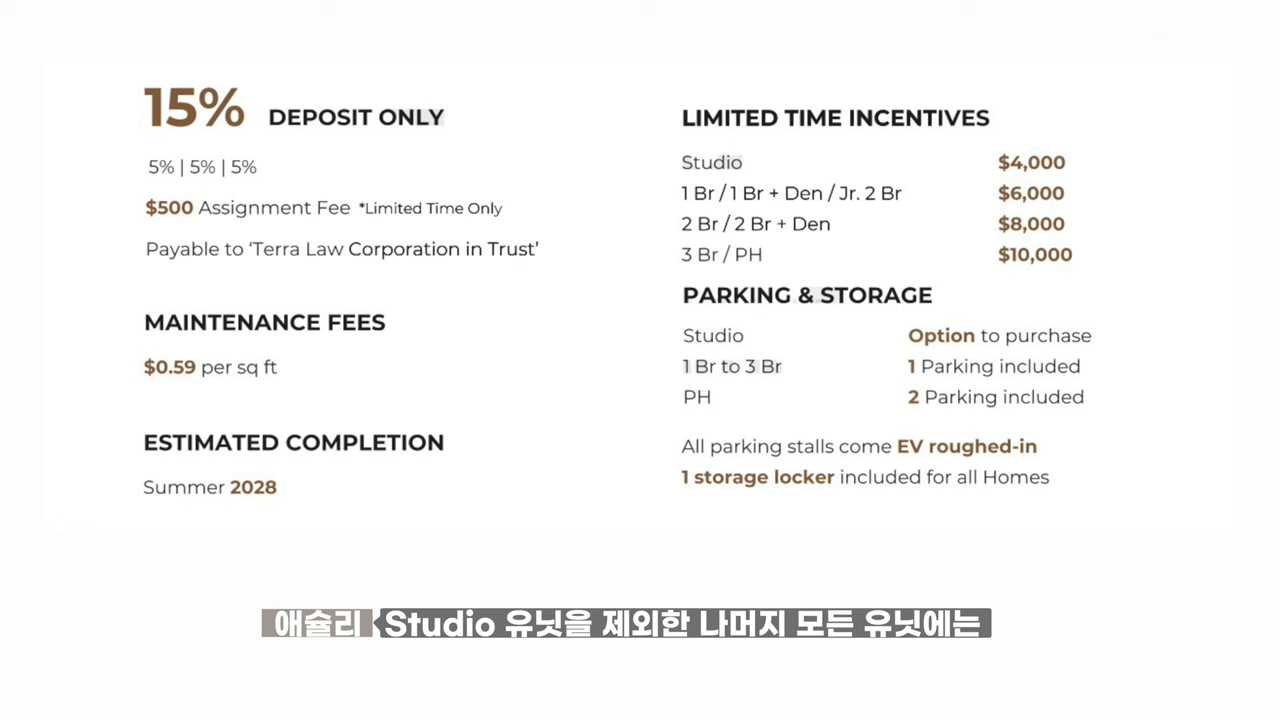 15% DEPOSIT ONLY
5% | 5% | 5%
$500 Assignment Fee *Limited Time Only
Payable to ‘Terra Law Corporation in Trust’
MAINTENANCE FEES
$0.59 per sq ft
ESTIMATED COMPLETION
Summer 2028
LIMITED TIME INCENTIVES
Studio $4,000
1 Br / 1 Br + Den / Jr. 2 Br $6,000
2 Br / 2 Br + Den $8,000
3 Br / PH $10,000
PARKING & STORAGE
Studio Option to purchase
1 Br to 3 Br 1 Parking included
PH 2 Parking included
All parking stalls come EV roughed-in
1 storage locker included for all Homes
애슐리 Studio 유닛을 제외한 나머지 모든 유닛에는